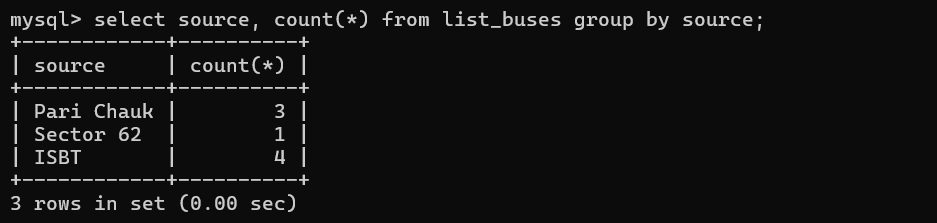 mysql> select source, count(*) from list_buses group by source;
+------------+----------+
| source     | count(*) |
+------------+----------+
| Pari Chauk |        3 |
| Sector 62  |        1 |
| ISBT       |        4 |
+------------+----------+
3 rows in set (0.00 sec)